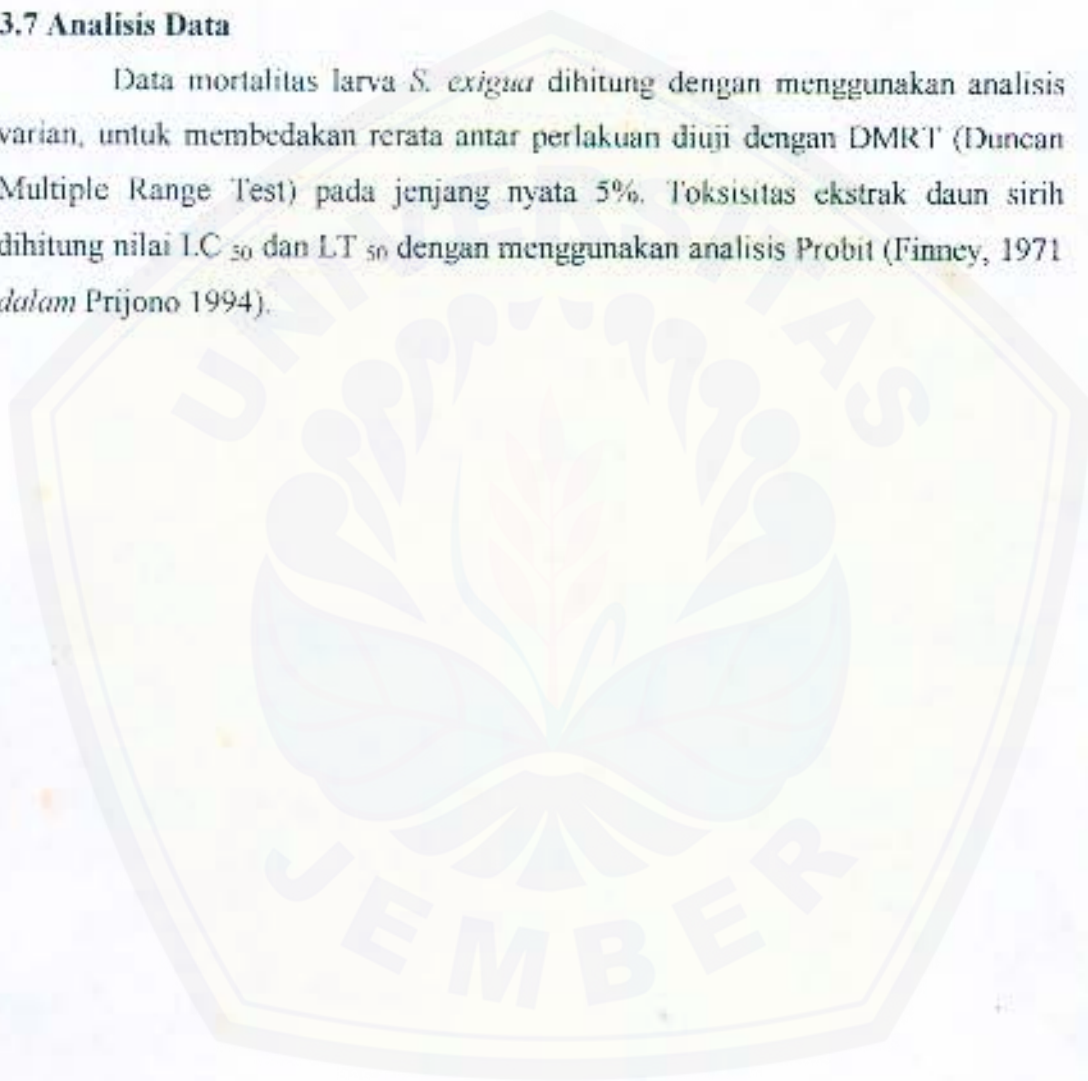 3.7 Analisis Data
Data mortalitas larva S. exigua dihitung dengan menggunakan analisis
varian, untuk membedakan rerata antar perlakuan diuji dengan DMRT (Duncan
Multiple Range Test) pada jenjang nyata 5%. Toksisitas ekstrak daun sirih
dihitung nilai LC 50 dan LT 50 dengan menggunakan analisis Probit (Finney, 1971
dalam Prijono 1994).
UNIVERSITAS
JEMBER